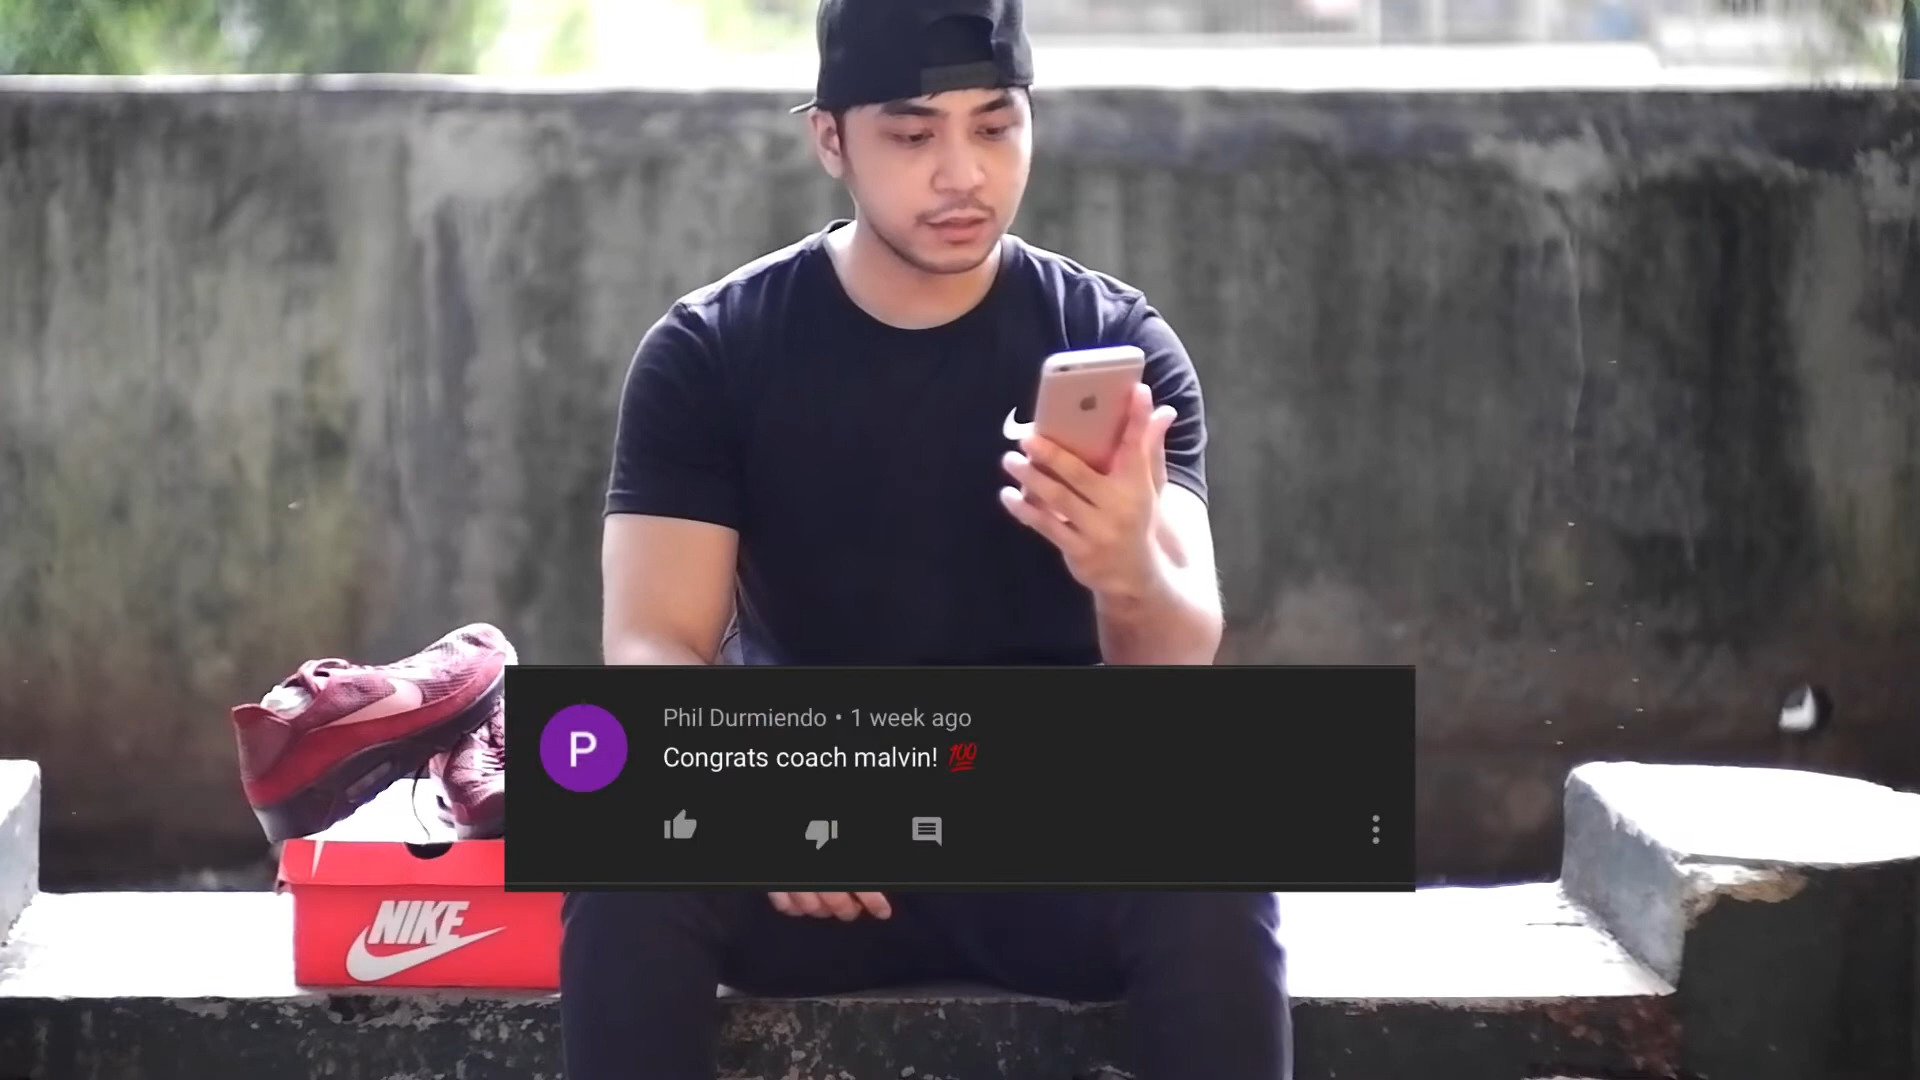 Phil Durmiendo • 1 week ago
Congrats coach malvin! 💯
P
NIKE